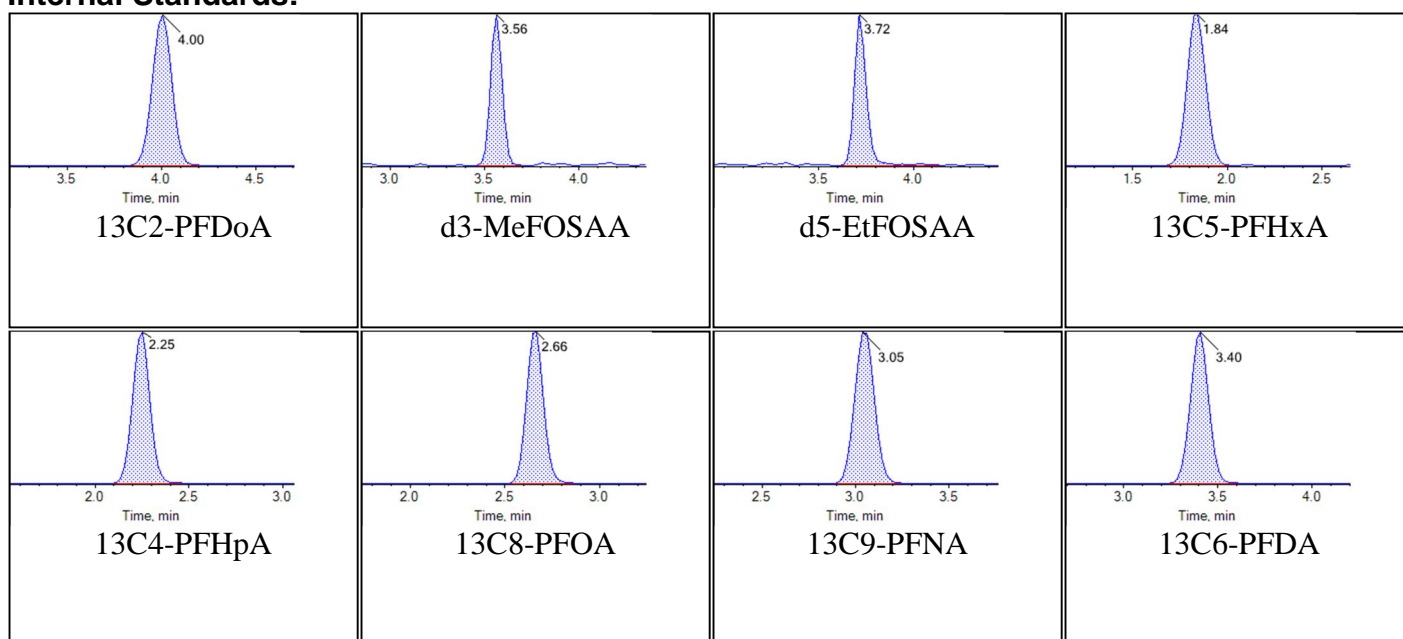 Internal Standards:
4.00
3.5 4.0 4.5
Time, min
13C2-PFDoA
3.56
3.0 3.5 4.0
Time, min
d3-MeFOSAA
3.72
3.5 4.0
Time, min
d5-EtFOSAA
1.84
1.5 2.0 2.5
Time, min
13C5-PFHxA
2.25
2.0 2.5 3.0
Time, min
13C4-PFHpA
2.66
2.0 2.5 3.0
Time, min
13C8-PFOA
3.05
2.5 3.0 3.5
Time, min
13C9-PFNA
3.40
3.0 3.5 4.0
Time, min
13C6-PFDA